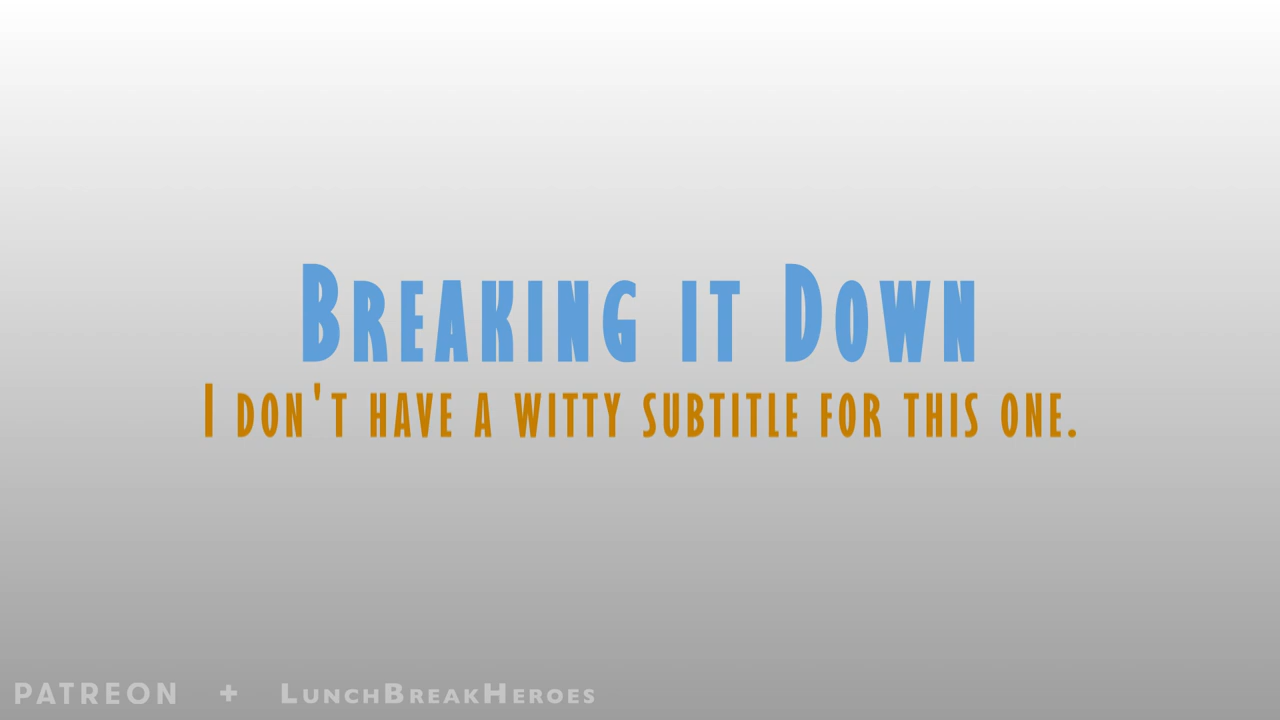 Breaking it Down
I don't have a witty subtitle for this one.
PATREON + LunchBreakHeroes